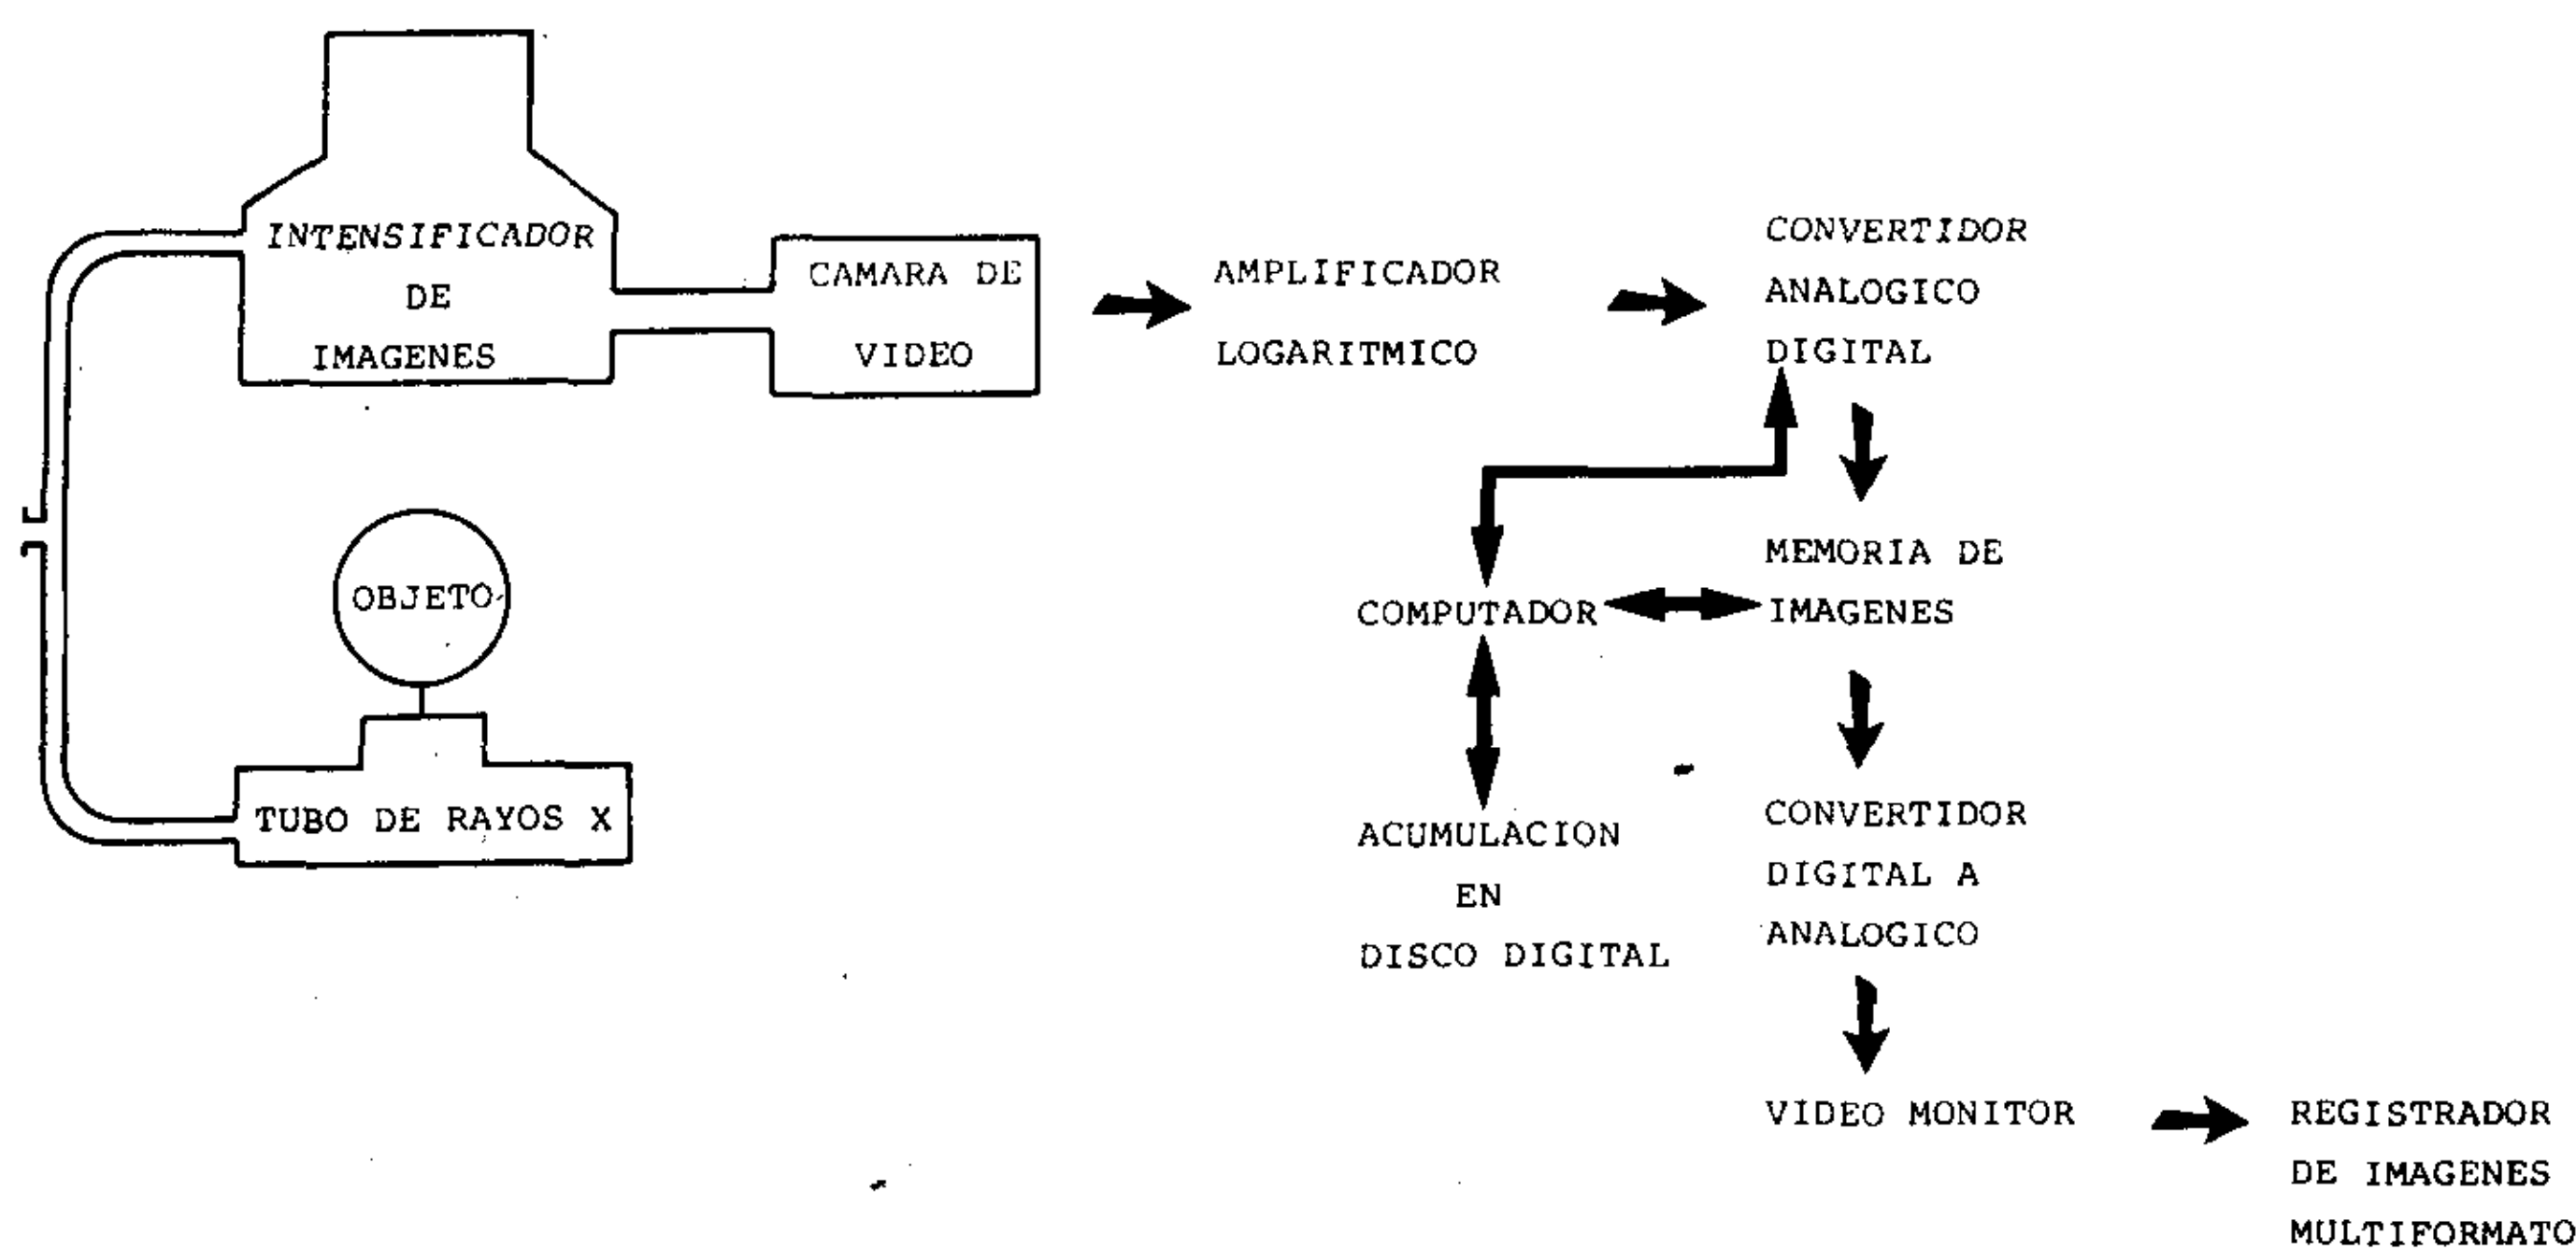 INTENSIFICADOR
DE
IMAGENES
CAMARA DE
VIDEO
AMPLIFICADOR
LOGARITMICO
CONVERTIDOR
ANALOGICO
DIGITAL
OBJETO
TUBO DE RAYOS X
COMPUTADOR
MEMORIA DE
IMAGENES
ACUMULACION
EN
DISCO DIGITAL
CONVERTIDOR
DIGITAL A
ANALOGICO
VIDEO MONITOR
REGISTRADOR
DE IMAGENES
MULTIFORMATO